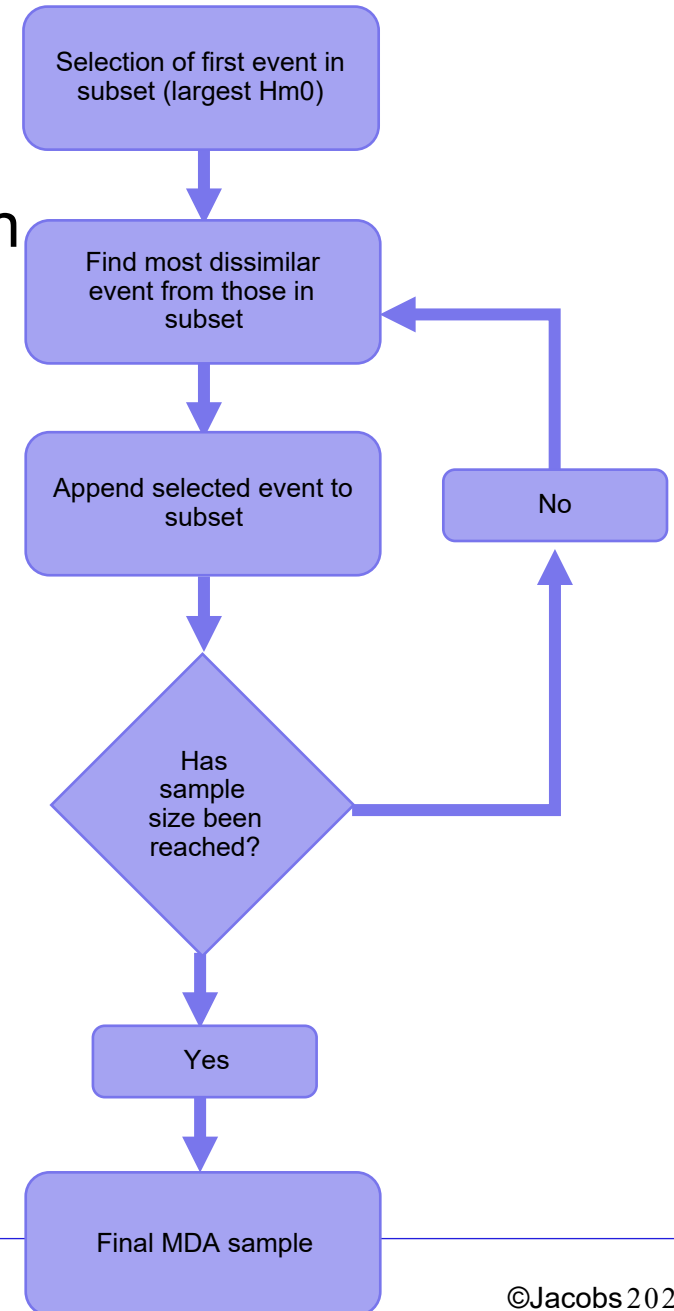 Selection of first event in
subset (largest Hm0)
n
Find most dissimilar
event from those in
subset
Append selected event to
subset
No
Has
sample
size been
reached?
Yes
Final MDA sample
©Jacobs 202